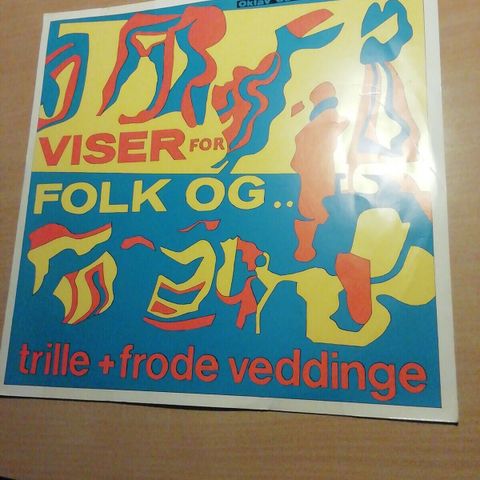 VISER FOR
FOLK OG..
trille + frode veddinge